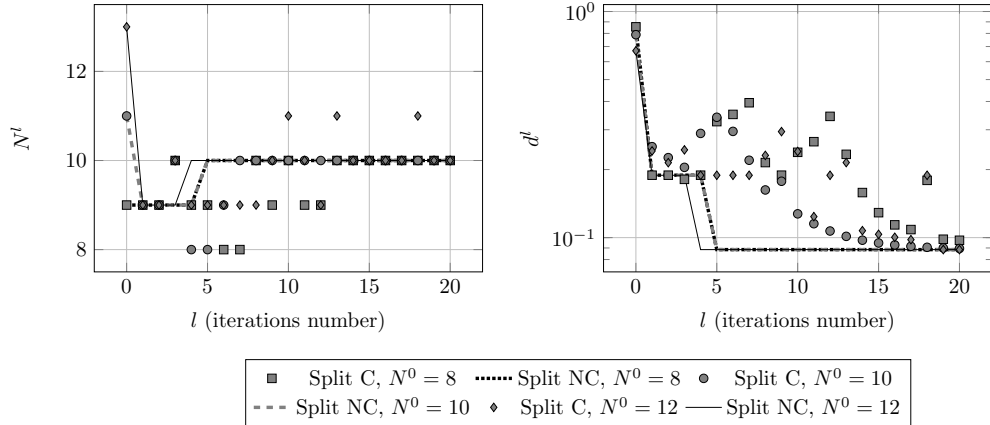 12
10
8
N^l
0 5 10 15 20
l (iterations number)
10^0
10^{-1}
d^l
0 5 10 15 20
l (iterations number)
Split C, N^0 = 8 Split NC, N^0 = 8 Split C, N^0 = 10
Split NC, N^0 = 10 Split C, N^0 = 12 Split NC, N^0 = 12